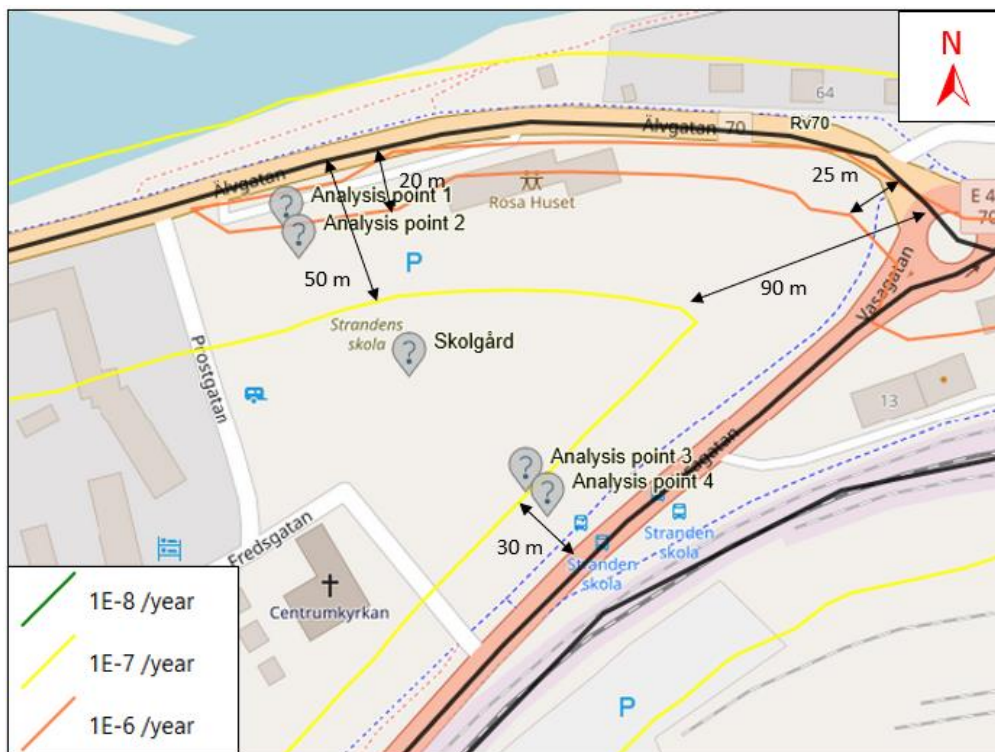 N
64
Älvgatan 70
Rv70
Älvgatan
20 m
Rosa Huset
25 m
E 4
70
Analysis point 1
Analysis point 2
P
50 m
90 m
Vasagatan
Strandens
skola
Skolgård
Prostgatan
13
Analysis point 3
Analysis point 4
agatan
30 m
Stranden
skola
Stranden
skola
Fredsgatan
Centrumkyrkan
P
1E-8 /year
1E-7 /year
1E-6 /year